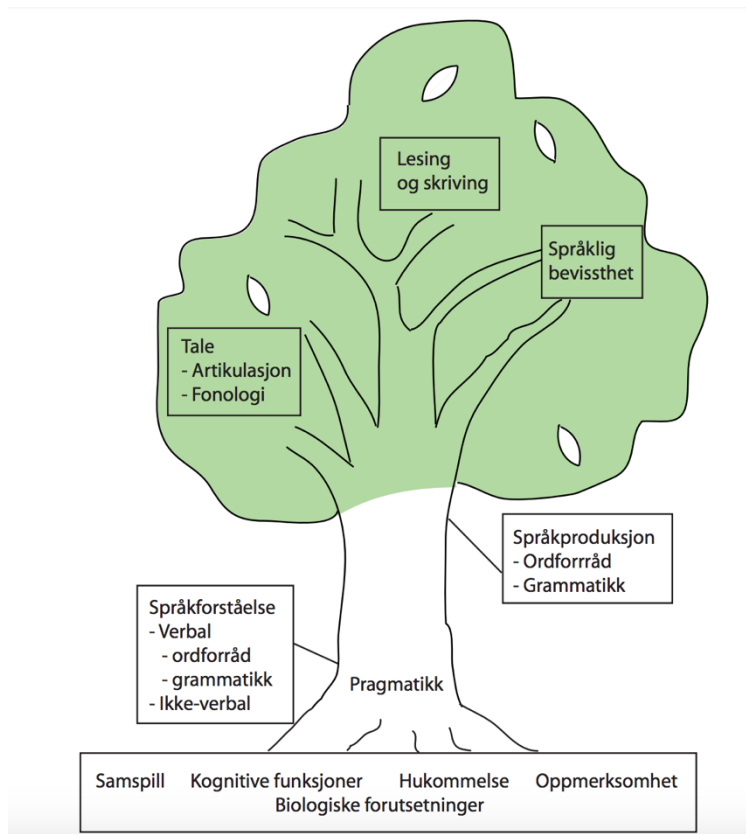 Lesing
og skriving
Språklig
bevissthet
Tale
- Artikulasjon
- Fonologi
Språkproduksjon
- Ordforrråd
- Grammatikk
Språkforståelse
- Verbal
- ordforråd
- grammatikk
- Ikke-verbal
Pragmatikk
Samspill Kognitive funksjoner Hukommelse Oppmerksomhet
Biologiske forutsetninger